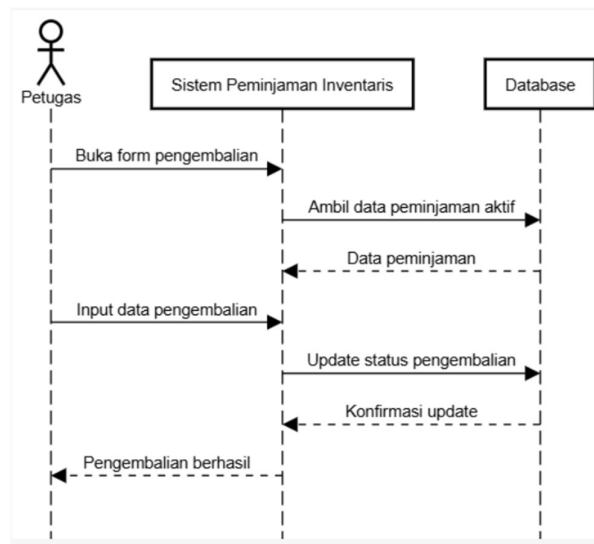 Petugas
Sistem Peminjaman Inventaris
Database
Buka form pengembalian
Ambil data peminjaman aktif
Data peminjaman
Input data pengembalian
Update status pengembalian
Konfirmasi update
Pengembalian berhasil